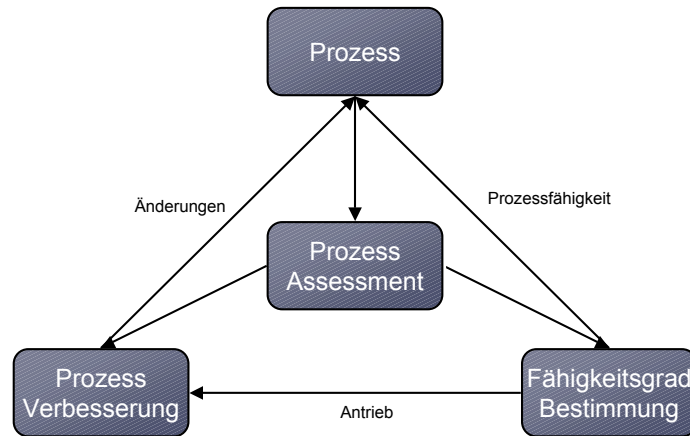 Prozess
Änderungen
Prozessfähigkeit
Prozess
Assessment
Prozess
Verbesserung
Antrieb
Fähigkeitsgrad
Bestimmung